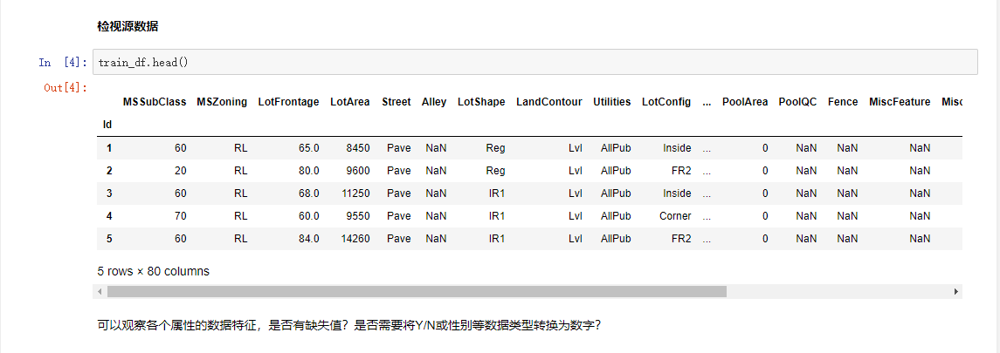 检视源数据
In [4]: train_df.head()
Out[4]:
MSSubClass MSZoning LotFrontage LotArea Street Alley LotShape LandContour Utilities LotConfig ... PoolArea PoolQC Fence MiscFeature Misc
Id
1 60 RL 65.0 8450 Pave NaN Reg Lvl AllPub Inside ... 0 NaN NaN NaN
2 20 RL 80.0 9600 Pave NaN Reg Lvl AllPub FR2 ... 0 NaN NaN NaN
3 60 RL 68.0 11250 Pave NaN IR1 Lvl AllPub Inside ... 0 NaN NaN NaN
4 70 RL 60.0 9550 Pave NaN IR1 Lvl AllPub Corner ... 0 NaN NaN NaN
5 60 RL 84.0 14260 Pave NaN IR1 Lvl AllPub FR2 ... 0 NaN NaN NaN
5 rows × 80 columns
可以观察各个属性的数据特征，是否有缺失值？是否需要将Y/N或性别等数据类型转换为数字？